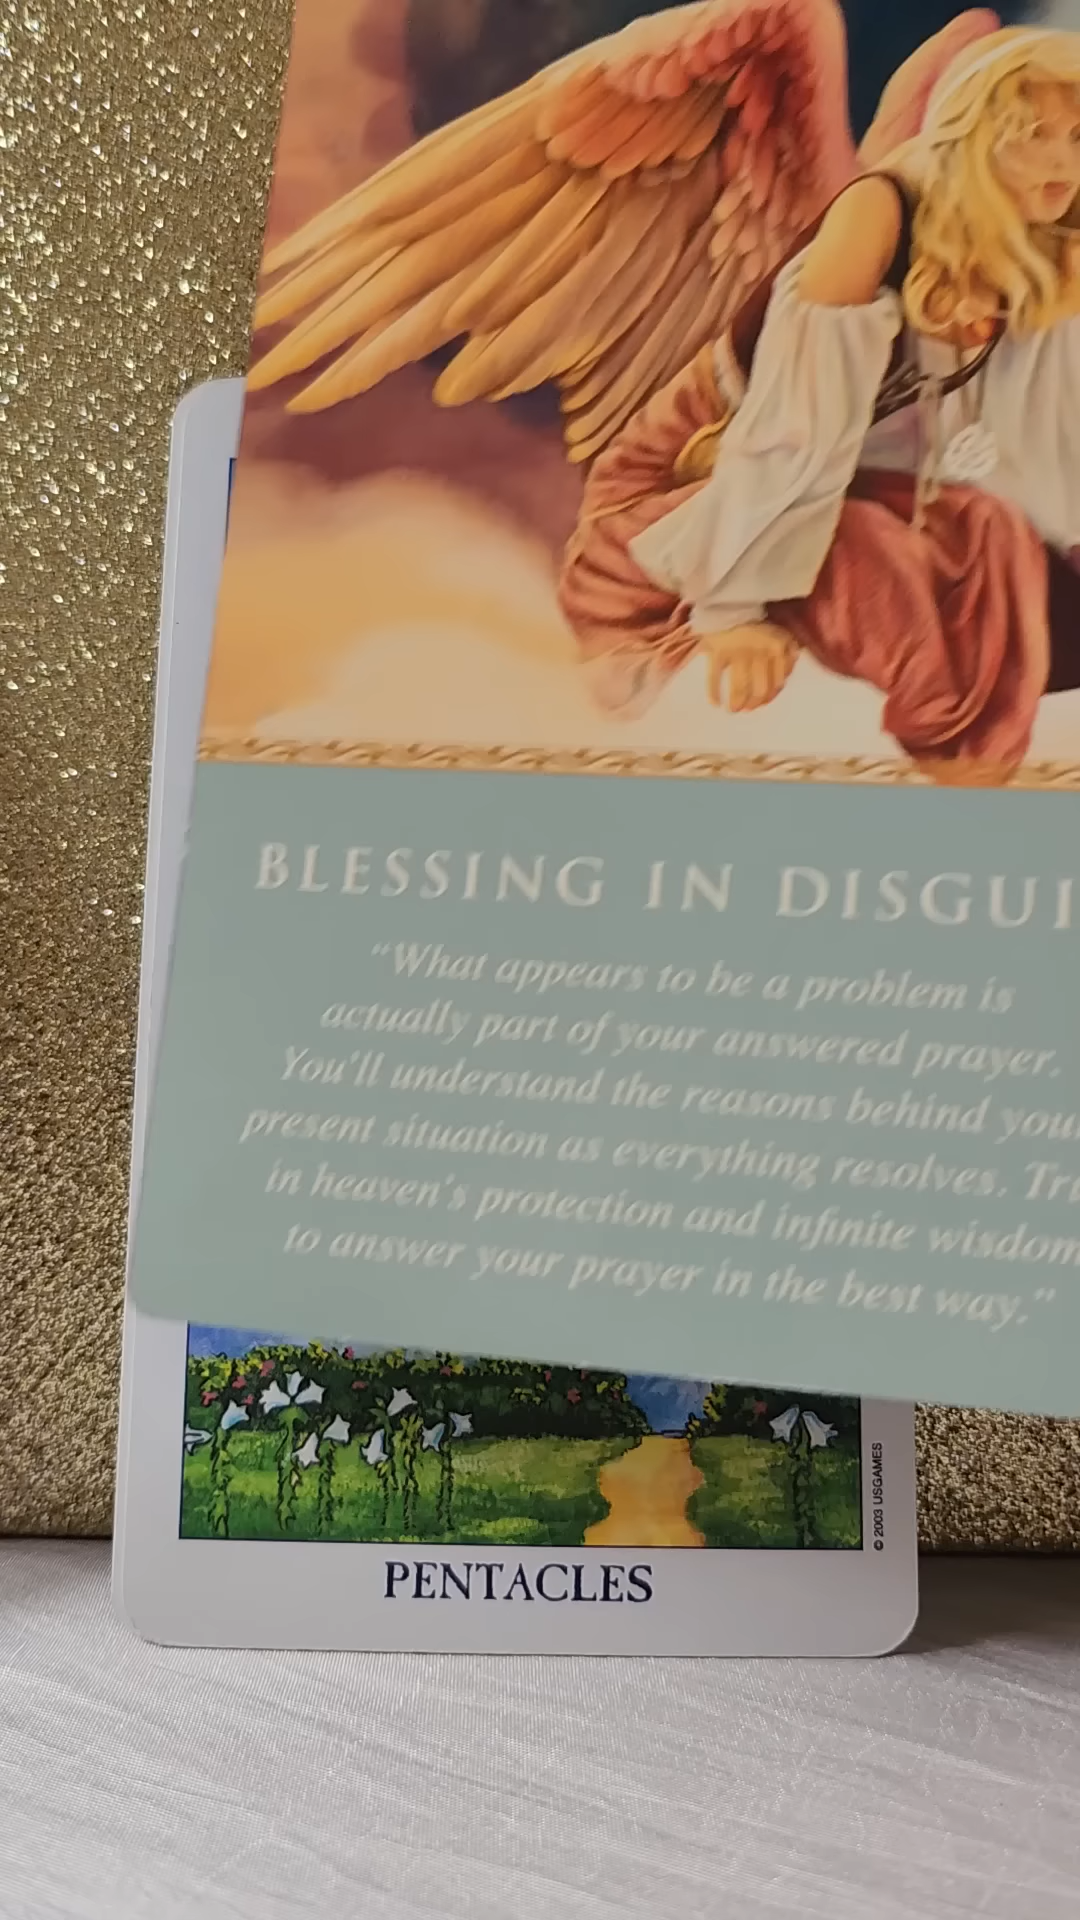 BLESSING IN DISGUI
"What appears to be a problem is
actually part of your answered prayer.
You'll understand the reasons behind you
present situation as everything resolves. Tr
in heaven's protection and infinite wisdom
to answer your prayer in the best way."
© 2003 USGAMES
PENTACLES